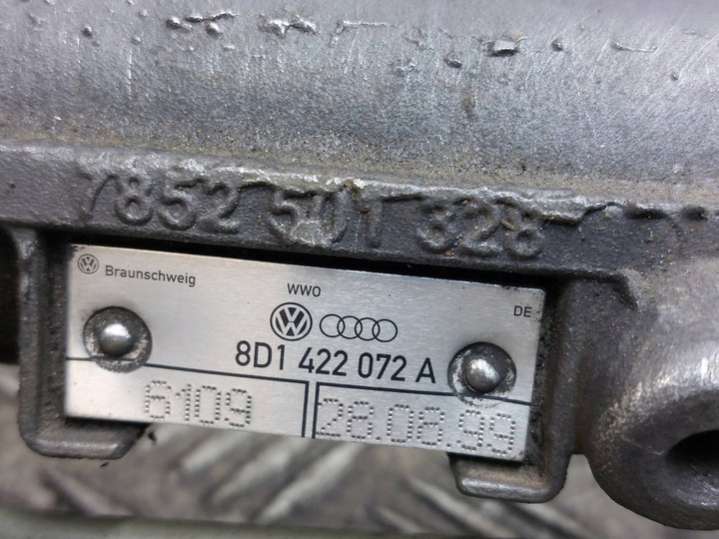 7852 501 328
Braunschweig
WWO
DE
8D1 422 072 A
6109 28.08.99